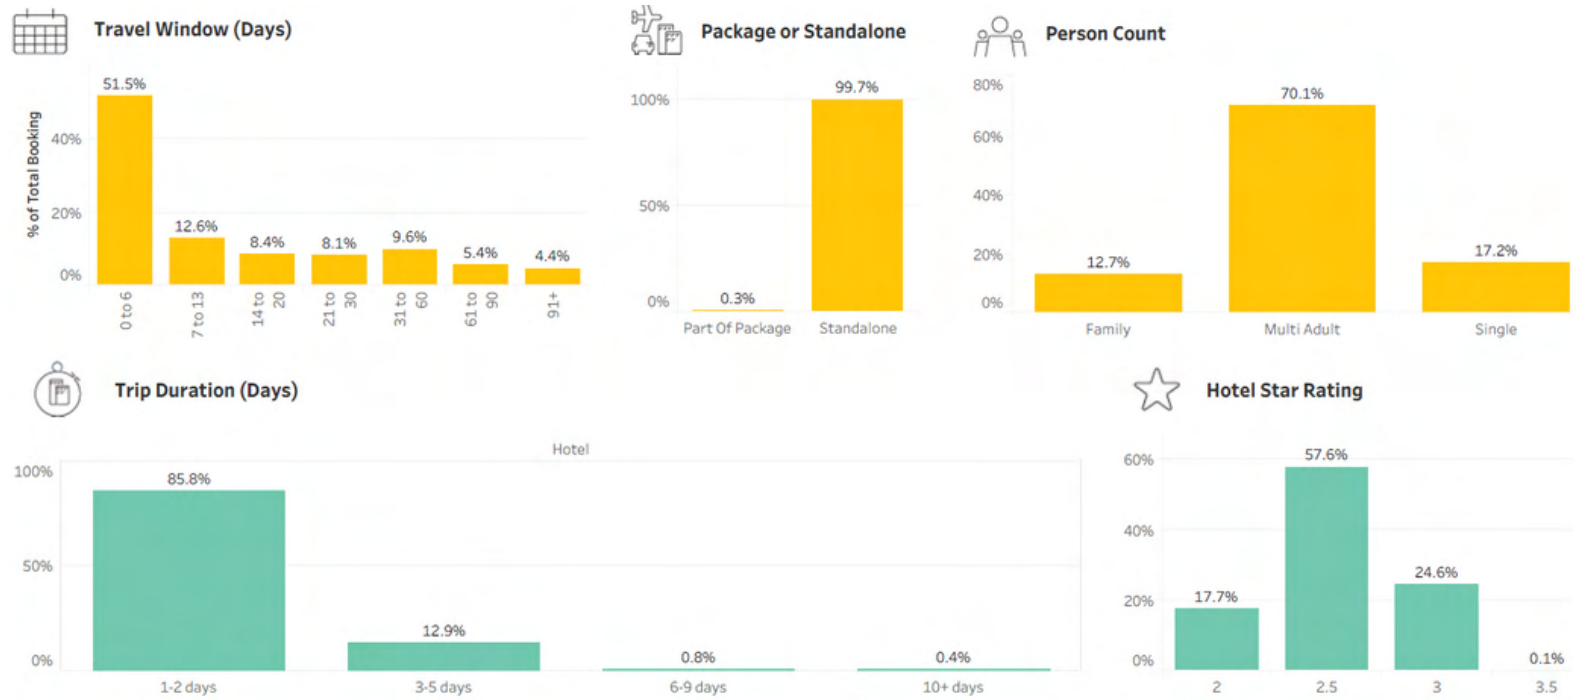 Travel Window (Days)
% of Total Booking
40%
20%
0%
51.5%
12.6%
8.4%
8.1%
9.6%
5.4%
4.4%
0 to 6
7 to 13
14 to 20
21 to 30
31 to 60
61 to 90
91+
Package or Standalone
100%
50%
0%
0.3%
99.7%
Part Of Package
Standalone
Person Count
80%
60%
40%
20%
0%
12.7%
70.1%
17.2%
Family
Multi Adult
Single
Trip Duration (Days)
Hotel
100%
50%
0%
85.8%
12.9%
0.8%
0.4%
1-2 days
3-5 days
6-9 days
10+ days
Hotel Star Rating
60%
40%
20%
0%
17.7%
57.6%
24.6%
0.1%
2
2.5
3
3.5